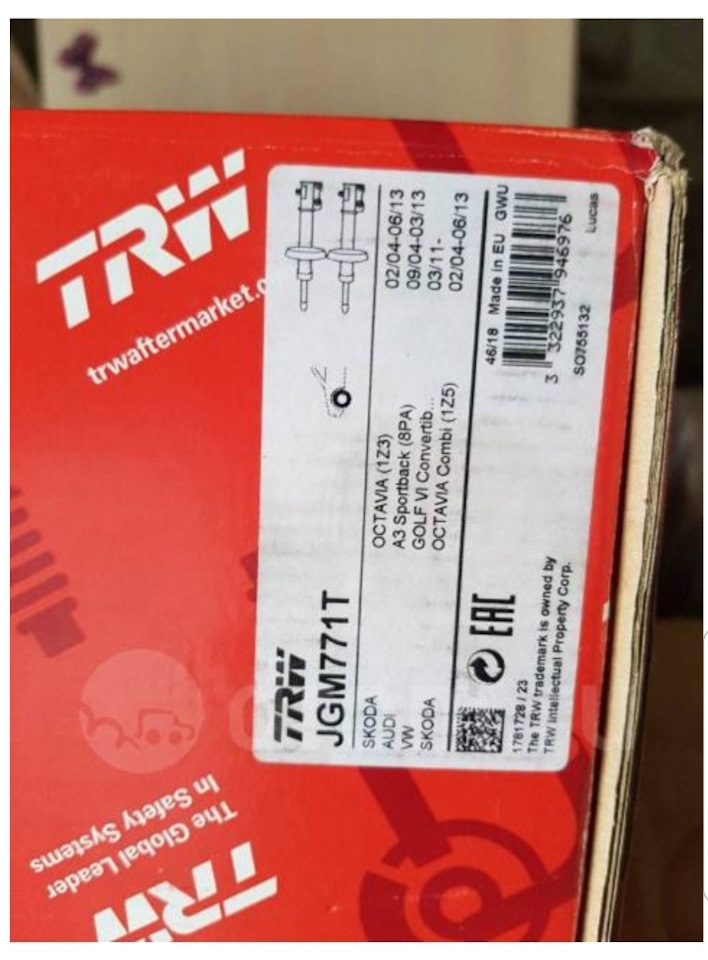 TRW
trwaftermarket.c
TRW
JGM771T
SKODA OCTAVIA (1Z3) 02/04-06/13
AUDI A3 Sportback (8PA) 09/04-03/13
VW GOLF VI Convertib... 03/11-
SKODA OCTAVIA Combi (1Z5) 02/04-06/13
EAC
46/18 Made in EU GWU
3 322937 946976
1761728 / 23
The TRW trademark is owned by
TRW Intellectual Property Corp.
SO755132
Lucas
The Global Leader
In Safety Systems
TRW